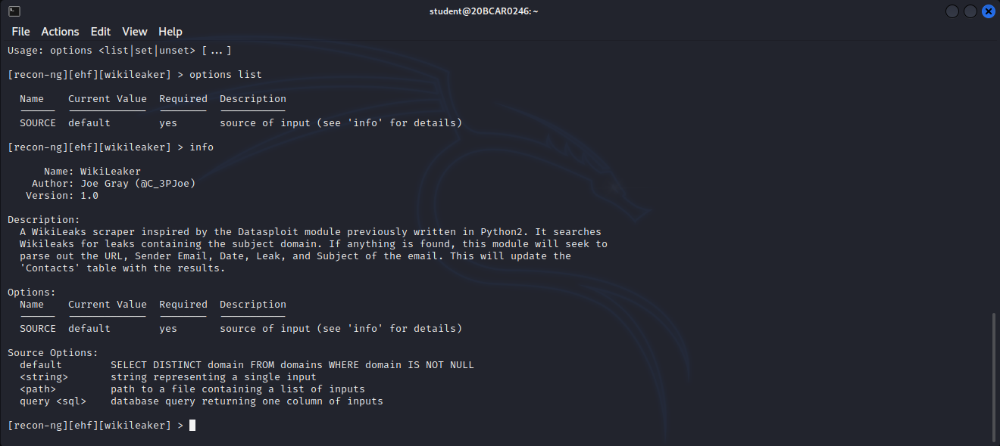 student@20BCAR0246: ~
File Actions Edit View Help
Usage: options <list|set|unset> [...]
[recon-ng][ehf][wikileaker] > options list
Name Current Value Required Description
SOURCE default yes source of input (see 'info' for details)
[recon-ng][ehf][wikileaker] > info
Name: WikiLeaker
Author: Joe Gray (@C_3PJoe)
Version: 1.0
Description:
A WikiLeaks scraper inspired by the Datasploit module previously written in Python2. It searches
Wikileaks for leaks containing the subject domain. If anything is found, this module will seek to
parse out the URL, Sender Email, Date, Leak, and Subject of the email. This will update the
'Contacts' table with the results.
Options:
Name Current Value Required Description
SOURCE default yes source of input (see 'info' for details)
Source Options:
default SELECT DISTINCT domain FROM domains WHERE domain IS NOT NULL
<string> string representing a single input
<path> path to a file containing a list of inputs
query <sql> database query returning one column of inputs
[recon-ng][ehf][wikileaker] >